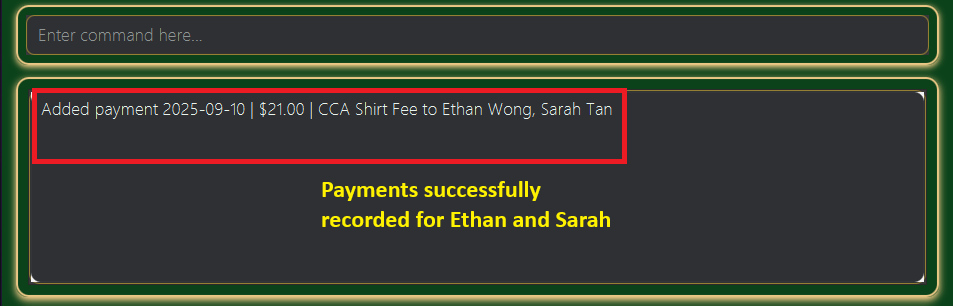 Enter command here...
Added payment 2025-09-10 | $21.00 | CCA Shirt Fee to Ethan Wong, Sarah Tan
Payments successfully
recorded for Ethan and Sarah